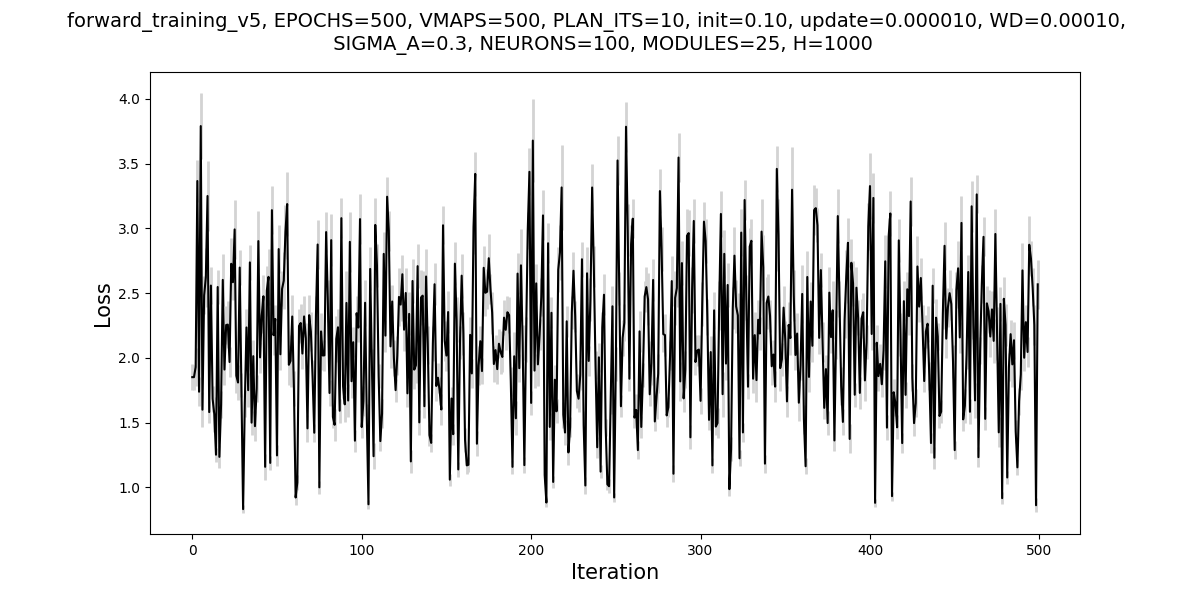 forward_training_v5, EPOCHS=500, VMAPS=500, PLAN_ITS=10, init=0.10, update=0.000010, WD=0.00010,
SIGMA_A=0.3, NEURONS=100, MODULES=25, H=1000
4.0
3.5
3.0
2.5
2.0
1.5
1.0
Loss
0 100 200 300 400 500
Iteration